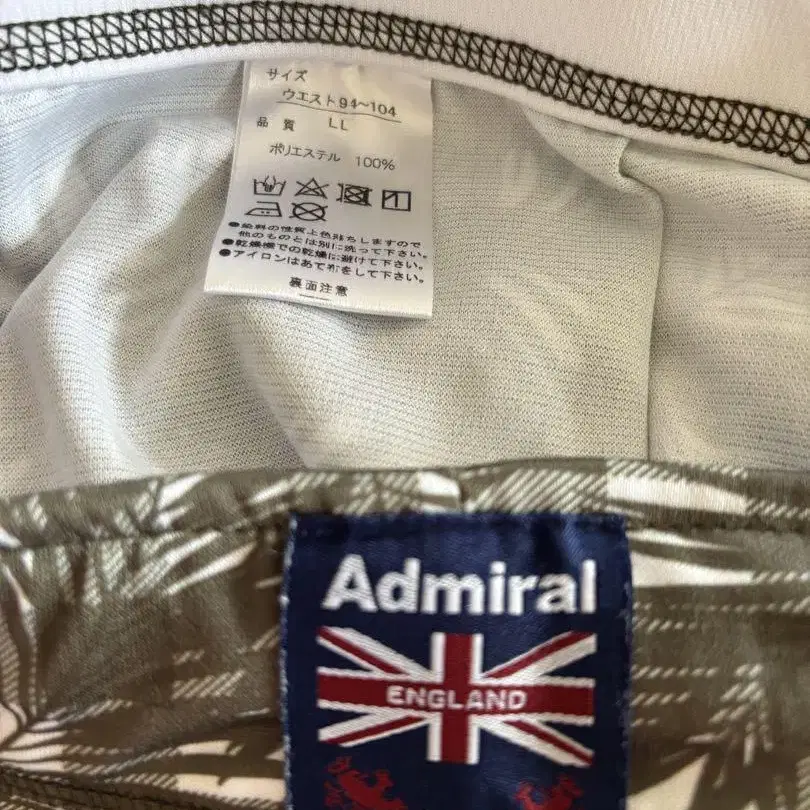 サイズ
ウエスト94~104
品質 LL
ポリエステル 100%
●染料の性質上色落ちしますので
他のものとは別に洗って下さい。
●乾燥機での乾燥は避けて下さい。
●アイロンはあて布をして下さい。
裏面注意
Admiral
ENGLAND